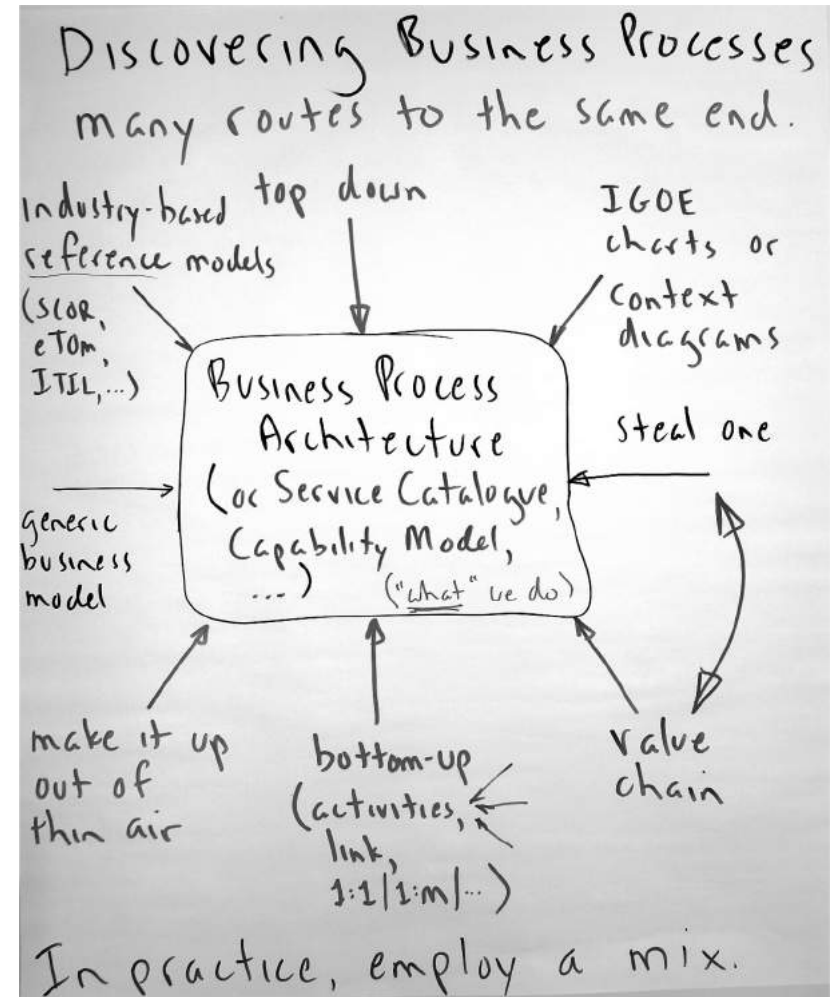 Discovering Business Processes
many routes to the same end.
industry-based
reference models
(SCOR,
eTom,
ITIL,...)
top down
IGOE
charts or
context
diagrams
Business Process
Architecture
(or Service Catalogue,
Capability Model,
...)
("what" we do)
steal one
generic
business
model
make it up
out of
thin air
bottom-up
(activities,
link,
1:1|1:m|...)
value
chain
In practice, employ a mix.